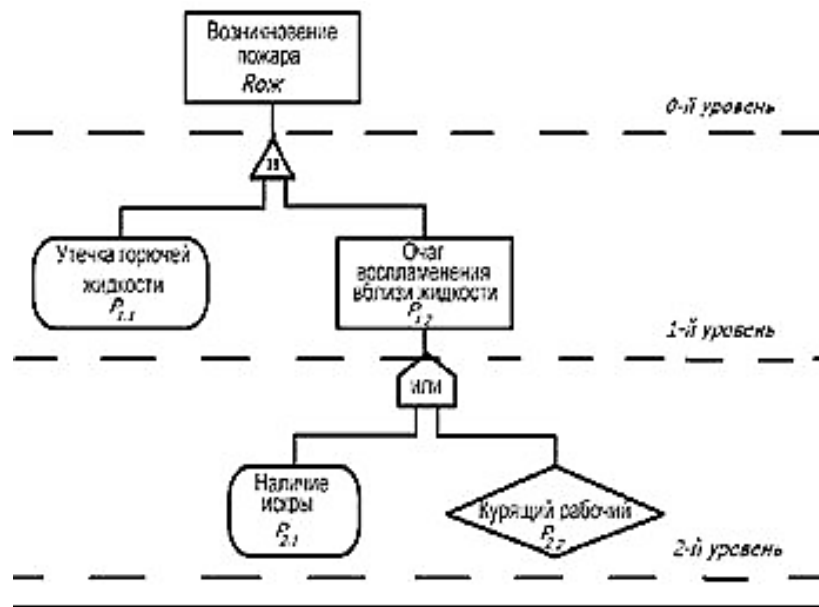 Возникновение
пожара
Rож
0-й уровень
Утечка горючей
жидкости
P1.1
Очаг
воспламенения
вблизи жидкости
P1.2
1-й уровень
ИЛИ
Наличие
искры
P2.1
Курящий рабочий
P2.2
2-й уровень